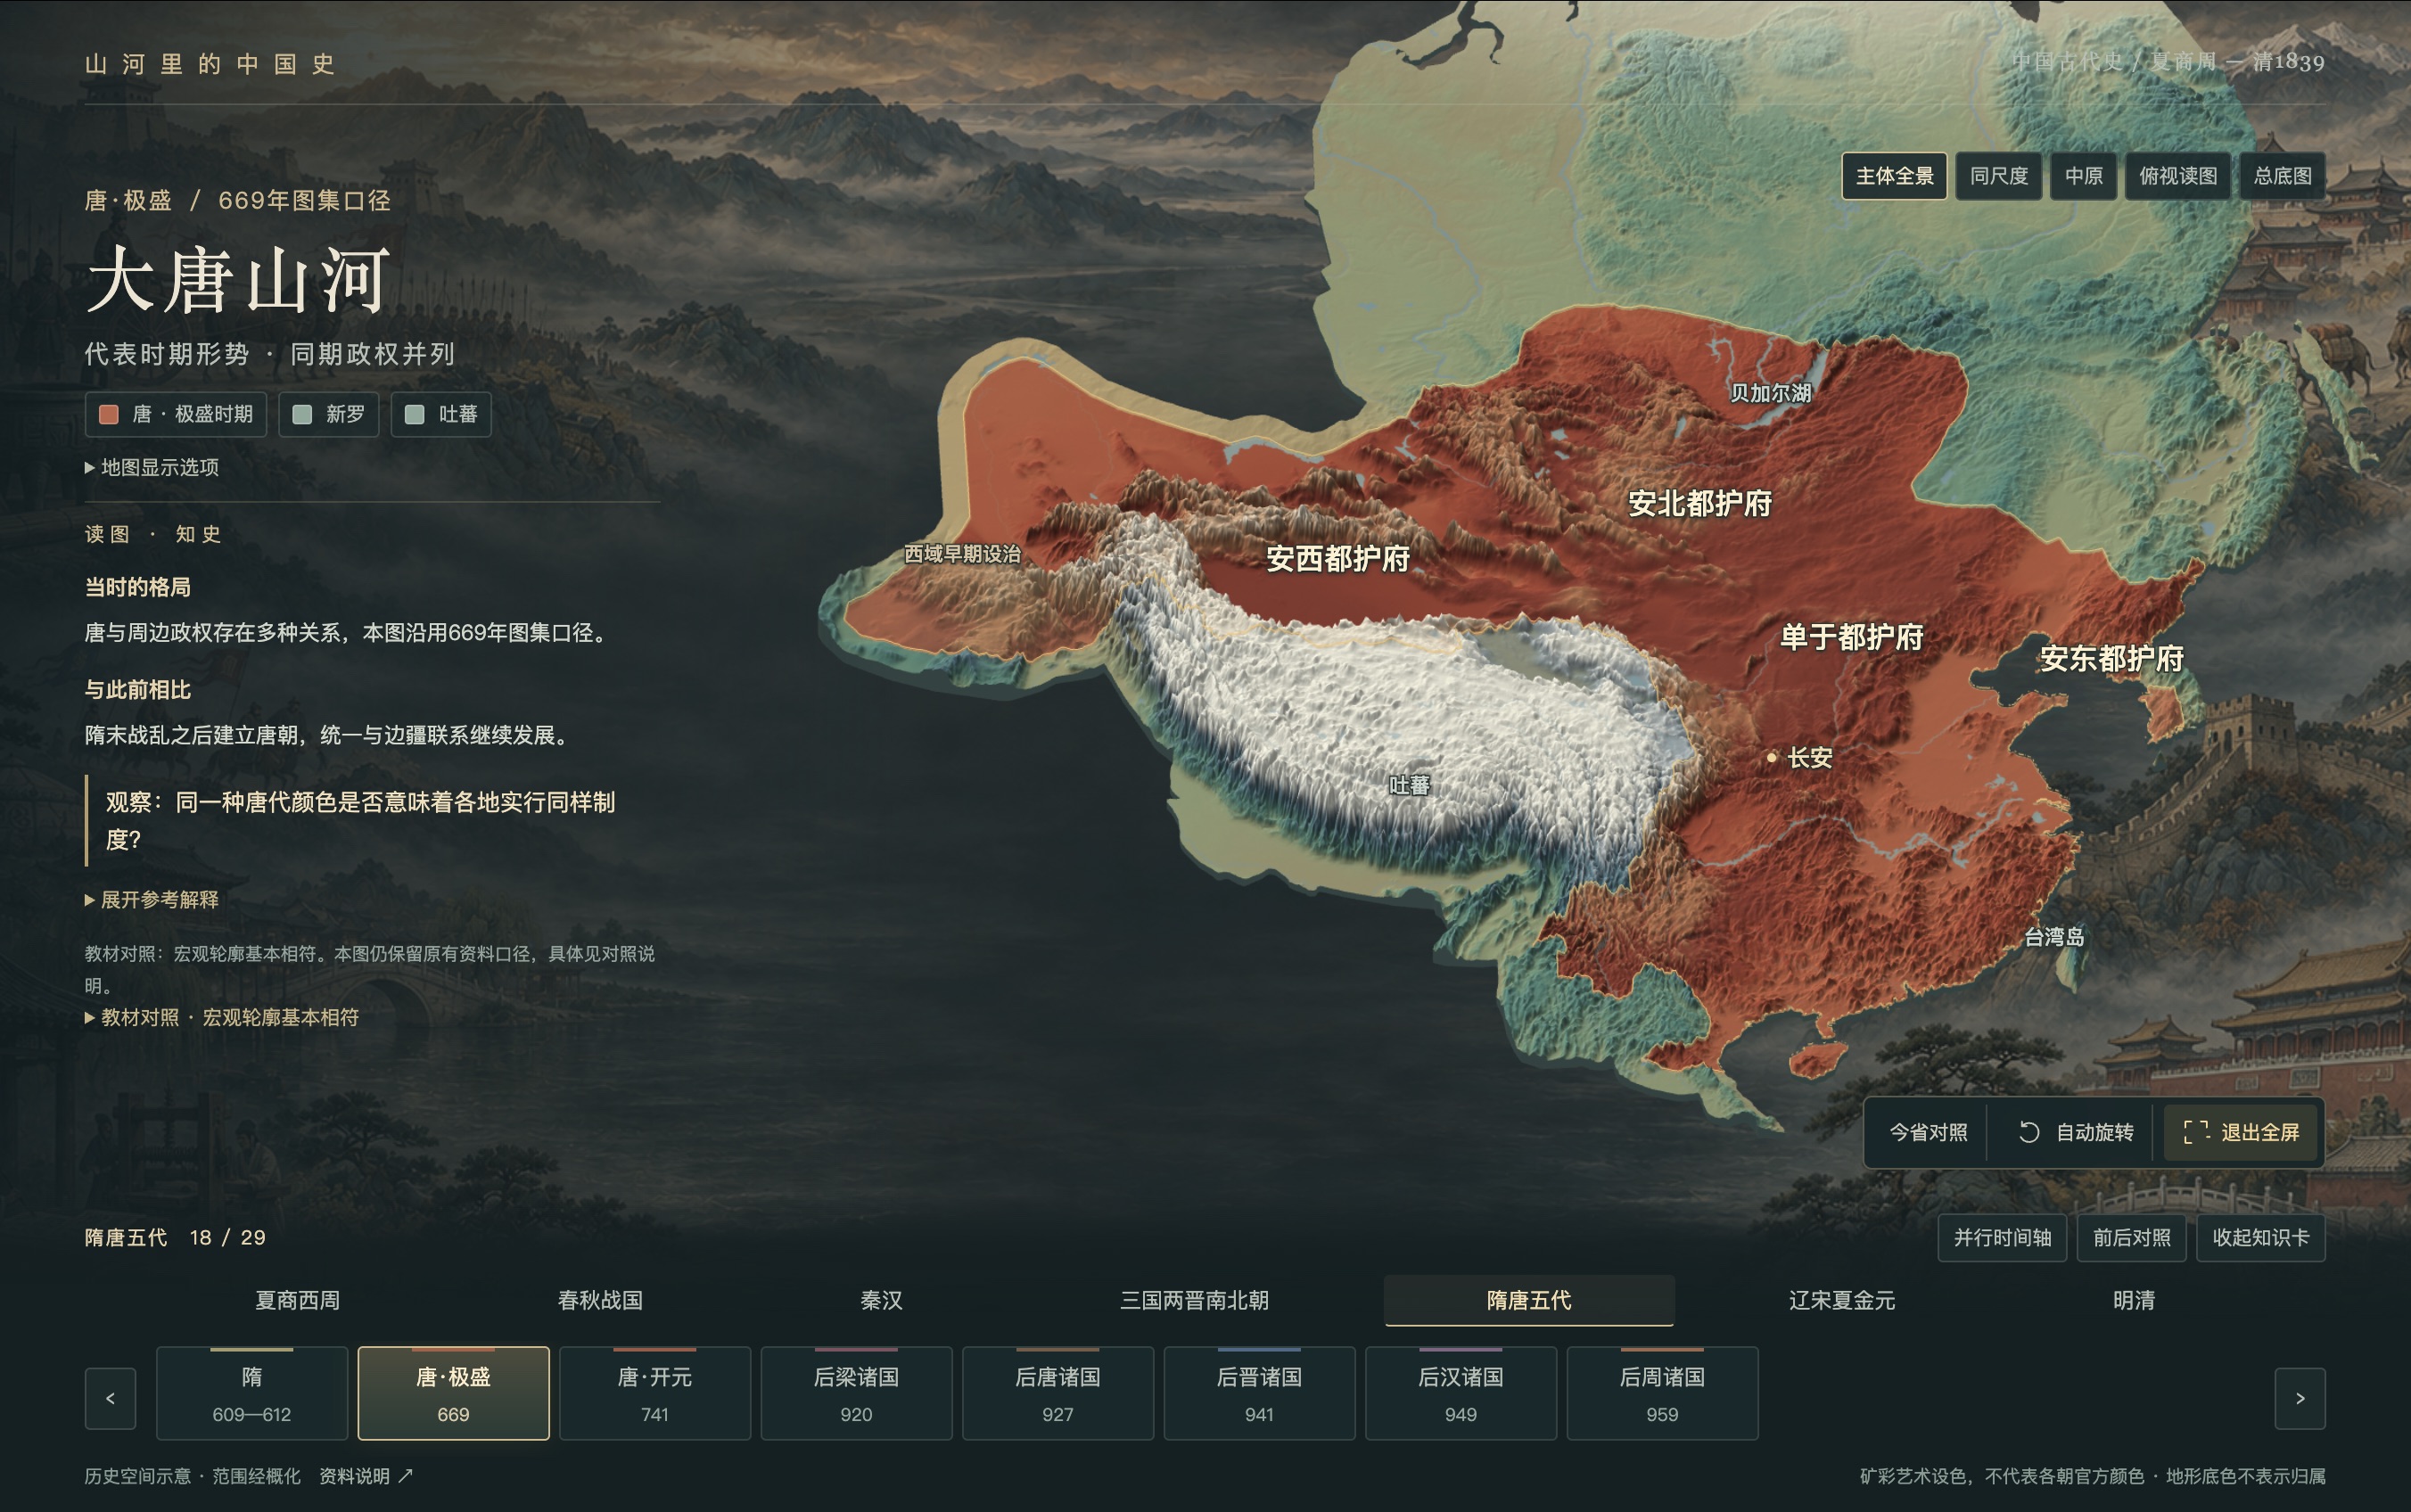 山河里的中国史
中国古代史 / 夏商周 — 清1839
主体全景
同尺度
中原
俯视读图
总底图
唐·极盛 / 669年图集口径
大唐山河
代表时期形势 · 同期政权并列
唐 · 极盛时期
新罗
吐蕃
▶地图显示选项
读图 · 知史
当时的格局
唐与周边政权存在多种关系，本图沿用669年图集口径。
与此前相比
隋末战乱之后建立唐朝，统一与边疆联系继续发展。
观察：同一种唐代颜色是否意味着各地实行同样制
度？
▶展开参考解释
教材对照：宏观轮廓基本相符。本图仍保留原有资料口径，具体见对照说
明。
▶教材对照 · 宏观轮廓基本相符
贝加尔湖
安北都护府
西域早期设治
安西都护府
单于都护府
安东都护府
长安
吐蕃
台湾岛
今省对照
自动旋转
退出全屏
隋唐五代 18 / 29
并行时间轴
前后对照
收起知识卡
夏商西周
春秋战国
秦汉
三国两晋南北朝
隋唐五代
辽宋夏金元
明清
<
隋
609—612
唐·极盛
669
唐·开元
741
后梁诸国
920
后唐诸国
927
后晋诸国
941
后汉诸国
949
后周诸国
959
>
历史空间示意 · 范围经概化 资料说明 ↗
矿彩艺术设色，不代表各朝官方颜色 · 地形底色不表示归属